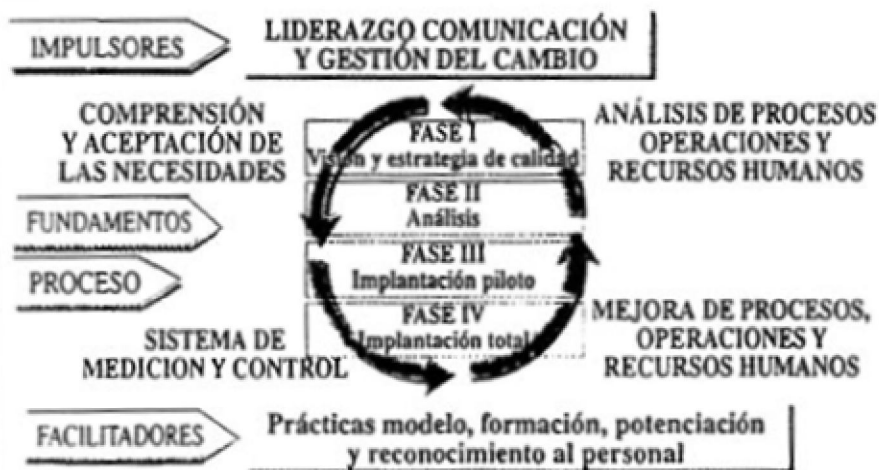 IMPULSORES
LIDERAZGO COMUNICACIÓN
Y GESTIÓN DEL CAMBIO
COMPRENSIÓN
Y ACEPTACIÓN DE
LAS NECESIDADES
FASE I
Visión y estrategia de calidad
ANÁLISIS DE PROCESOS
OPERACIONES Y
RECURSOS HUMANOS
FUNDAMENTOS
FASE II
Análisis
PROCESO
FASE III
Implantación piloto
SISTEMA DE
MEDICION Y CONTROL
FASE IV
Implantación total
MEJORA DE PROCESOS,
OPERACIONES Y
RECURSOS HUMANOS
FACILITADORES
Prácticas modelo, formación, potenciación
y reconocimiento al personal